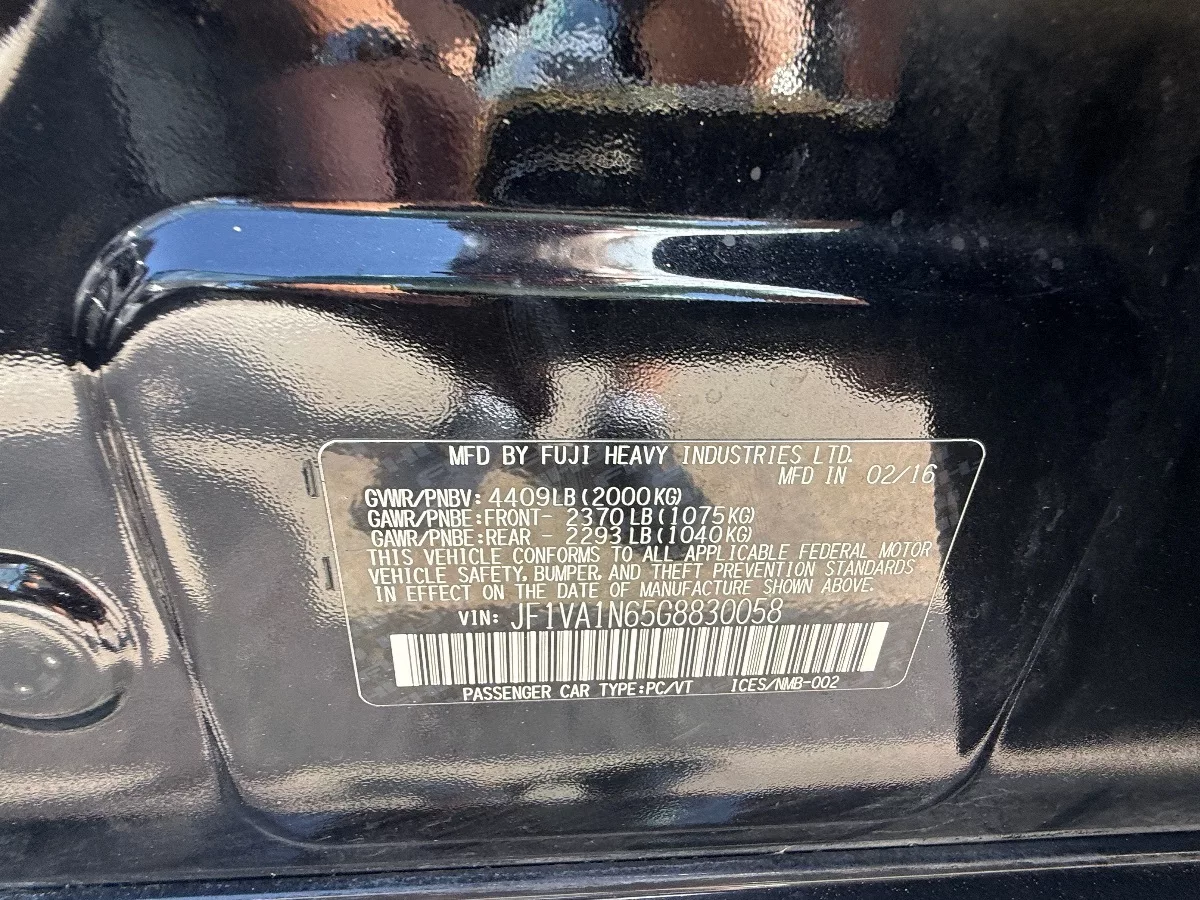 MFD BY FUJI HEAVY INDUSTRIES LTD.
MFD IN 02/16
GVWR/PNBV: 4409LB(2000KG)
GAWR/PNBE:FRONT- 2370LB(1075KG)
GAWR/PNBE:REAR - 2293LB(1040KG)
THIS VEHICLE CONFORMS TO ALL APPLICABLE FEDERAL MOTOR
VEHICLE SAFETY, BUMPER, AND THEFT PREVENTION STANDARDS
IN EFFECT ON THE DATE OF MANUFACTURE SHOWN ABOVE.
VIN: JF1VA1N65G8830058
PASSENGER CAR TYPE:PC/VT ICES/NMB-002